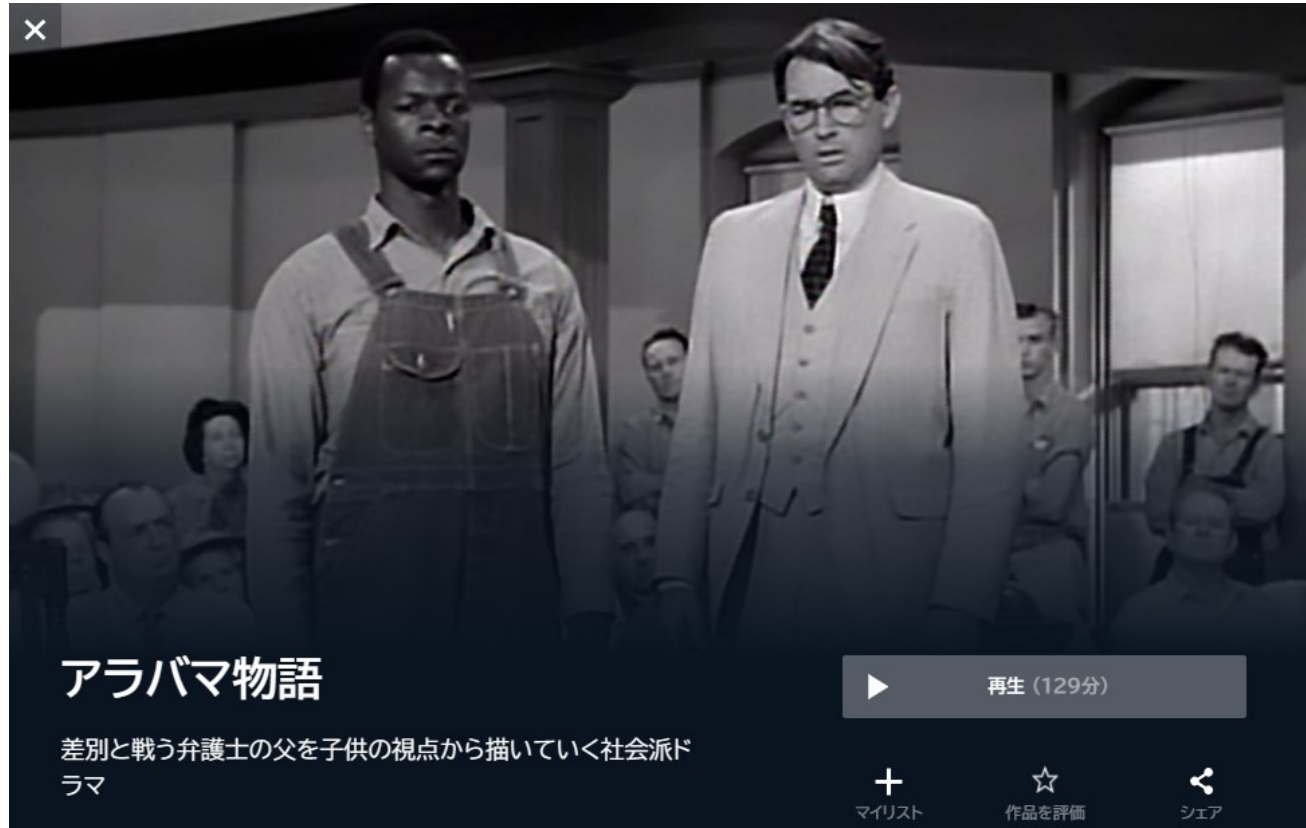 アラバマ物語
差別と戦う弁護士の父を子供の視点から描いていく社会派ド
ラマ
再生（129分）
マイリスト
作品を評価
シェア